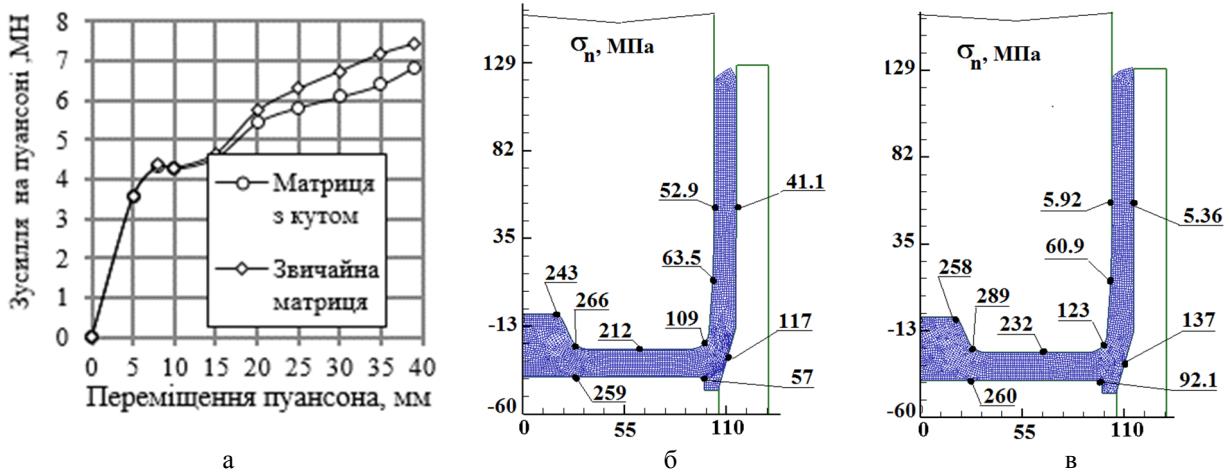 Зусилля на пуансоні ,МН
8
7
6
5
4
3
2
1
0
0 5 10 15 20 25 30 35 40
Переміщення пуансона, мм
Матриця
з кутом
Звичайна
матриця
а
σn, МПа
129
82
35
-13
-60
0 55 110
52.9
41.1
63.5
243
266
212
109
117
259
57
б
σn, МПа
129
82
35
-13
-60
0 55 110
5.92
5.36
60.9
258
289
232
123
137
260
92.1
в